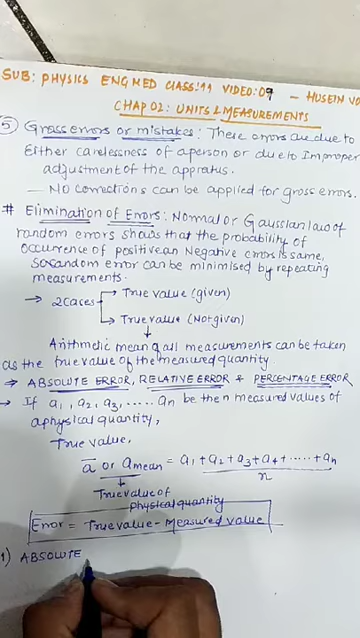 SUB: PHYSICS ENG MED CLASS: 11 VIDEO: 09 - HUSEIN
CHAP 02: UNITS & MEASUREMENTS
⑤ Gross errors or mistakes: These errors are due to
Either carelessness of a person or due to Improper
adjustment of the appratus.
— No corrections can be applied for gross errors.
# Elimination of Errors: Normal or Gaussian law of
random errors shows that the probability of
occurrence of positive an Negative errors is same,
so random error can be minimised by repeating
measurements.
→ 2 Cases → True value (given)
→ True value (Not given)
↓
Arithmetic mean of all measurements can be taken
as the true value of the measured quantity.
⇒ ABSOLUTE ERROR, RELATIVE ERROR & PERCENTAGE ERROR
→ If a₁, a₂, a₃, ..... an be the n measured values of
a physical quantity,
True value,
ā or amean = a₁ + a₂ + a₃ + a₄ + ..... + an
n
↓
True value of
physical quantity
Error = True value - Measured value
1) ABSOLUTE